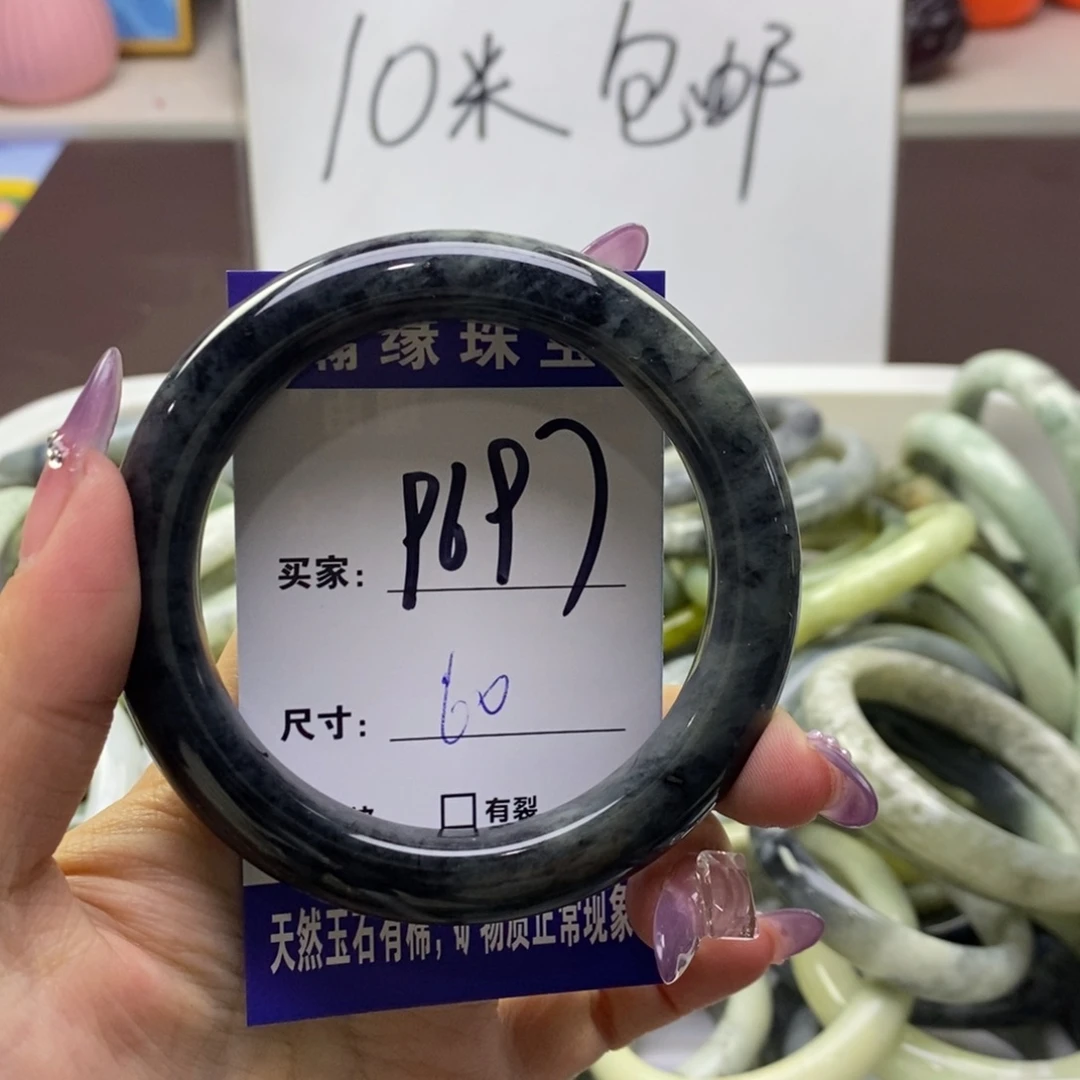 10米 包邮
缘珠宝
买家: P6P7
尺寸: 60
□有裂
天然玉石有棉,矿物质正常现象